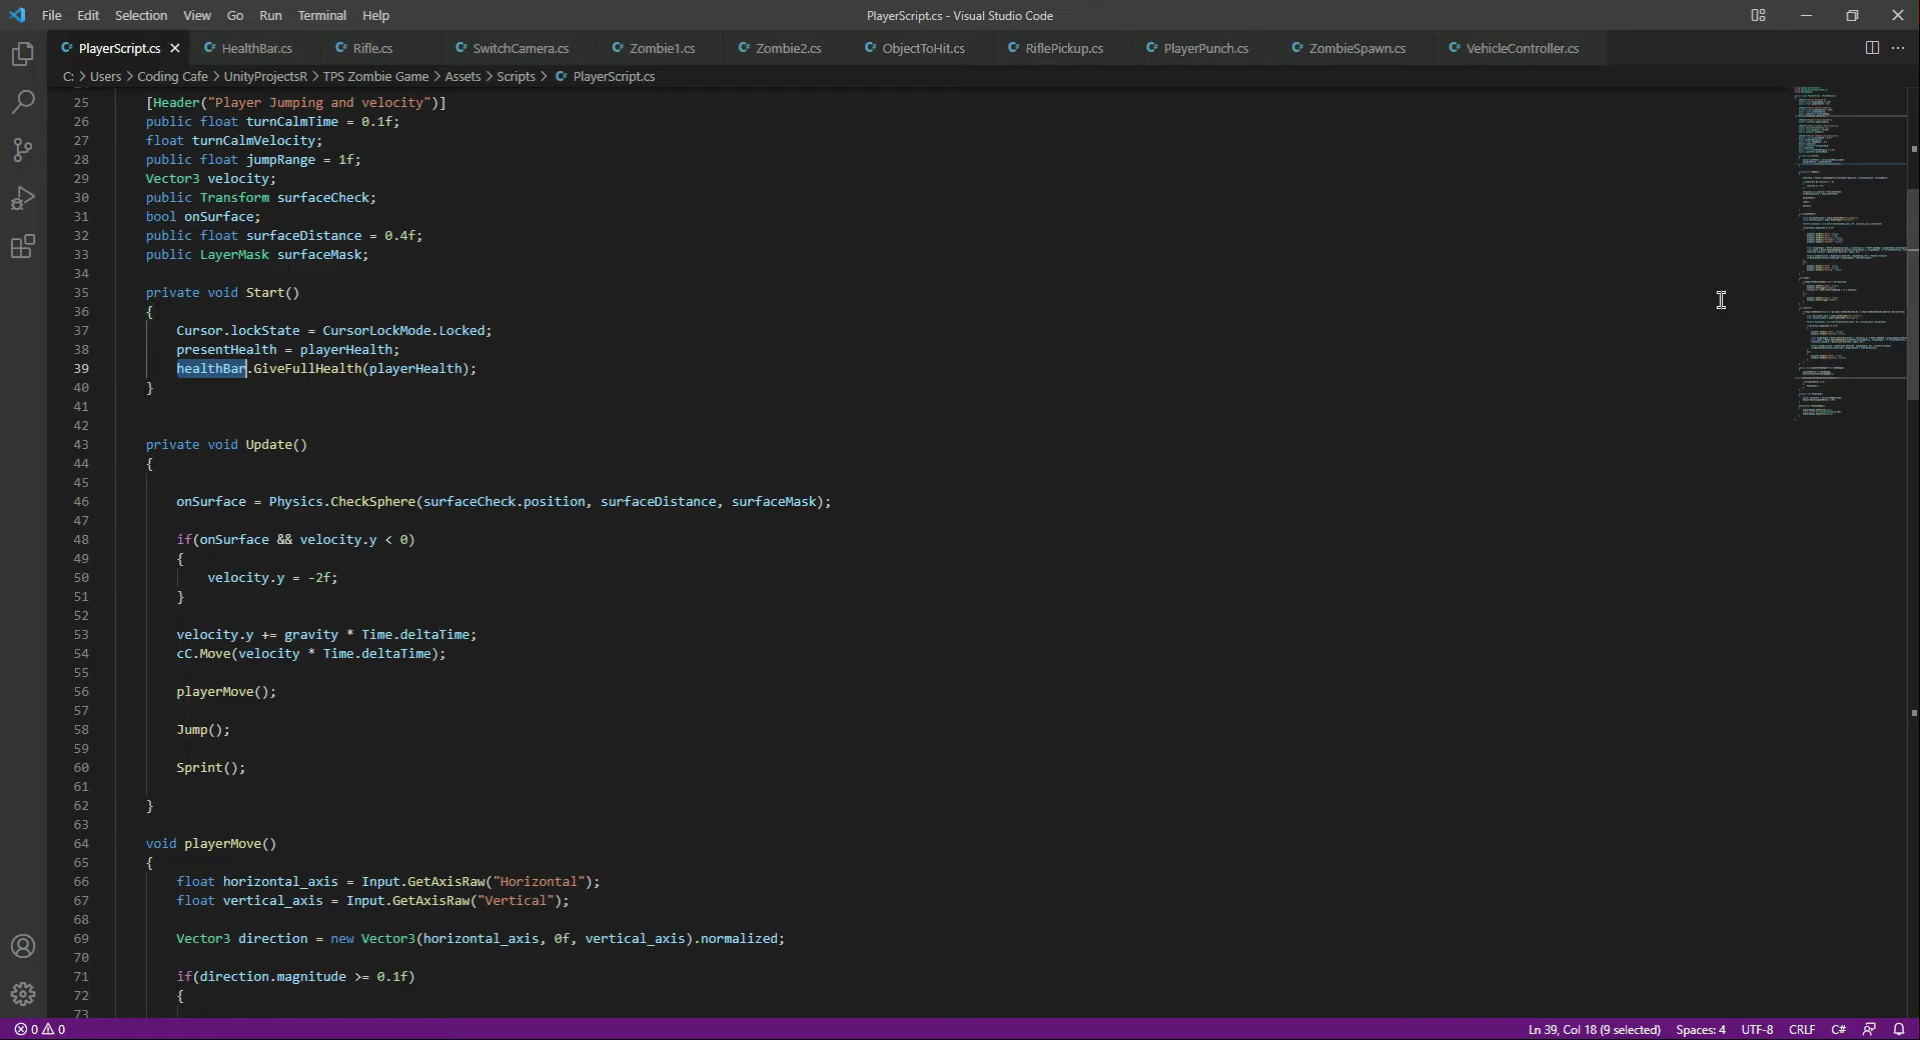 File Edit Selection View Go Run Terminal Help PlayerScript.cs - Visual Studio Code
PlayerScript.cs HealthBar.cs Rifle.cs SwitchCamera.cs Zombie1.cs Zombie2.cs ObjectToHit.cs RiflePickup.cs PlayerPunch.cs ZombieSpawn.cs VehicleController.cs
C: > Users > Coding Cafe > UnityProjectsR > TPS Zombie Game > Assets > Scripts > PlayerScript.cs
25 [Header("Player Jumping and velocity")]
26 public float turnCalmTime = 0.1f;
27 float turnCalmVelocity;
28 public float jumpRange = 1f;
29 Vector3 velocity;
30 public Transform surfaceCheck;
31 bool onSurface;
32 public float surfaceDistance = 0.4f;
33 public LayerMask surfaceMask;
34
35 private void Start()
36 {
37 Cursor.lockState = CursorLockMode.Locked;
38 presentHealth = playerHealth;
39 healthBar.GiveFullHealth(playerHealth);
40 }
41
42
43 private void Update()
44 {
45
46 onSurface = Physics.CheckSphere(surfaceCheck.position, surfaceDistance, surfaceMask);
47
48 if(onSurface && velocity.y < 0)
49 {
50 velocity.y = -2f;
51 }
52
53 velocity.y += gravity * Time.deltaTime;
54 cC.Move(velocity * Time.deltaTime);
55
56 playerMove();
57
58 Jump();
59
60 Sprint();
61
62 }
63
64 void playerMove()
65 {
66 float horizontal_axis = Input.GetAxisRaw("Horizontal");
67 float vertical_axis = Input.GetAxisRaw("Vertical");
68
69 Vector3 direction = new Vector3(horizontal_axis, 0f, vertical_axis).normalized;
70
71 if(direction.magnitude >= 0.1f)
72 {
73
0 0 Ln 39, Col 18 (9 selected) Spaces: 4 UTF-8 CRLF C#